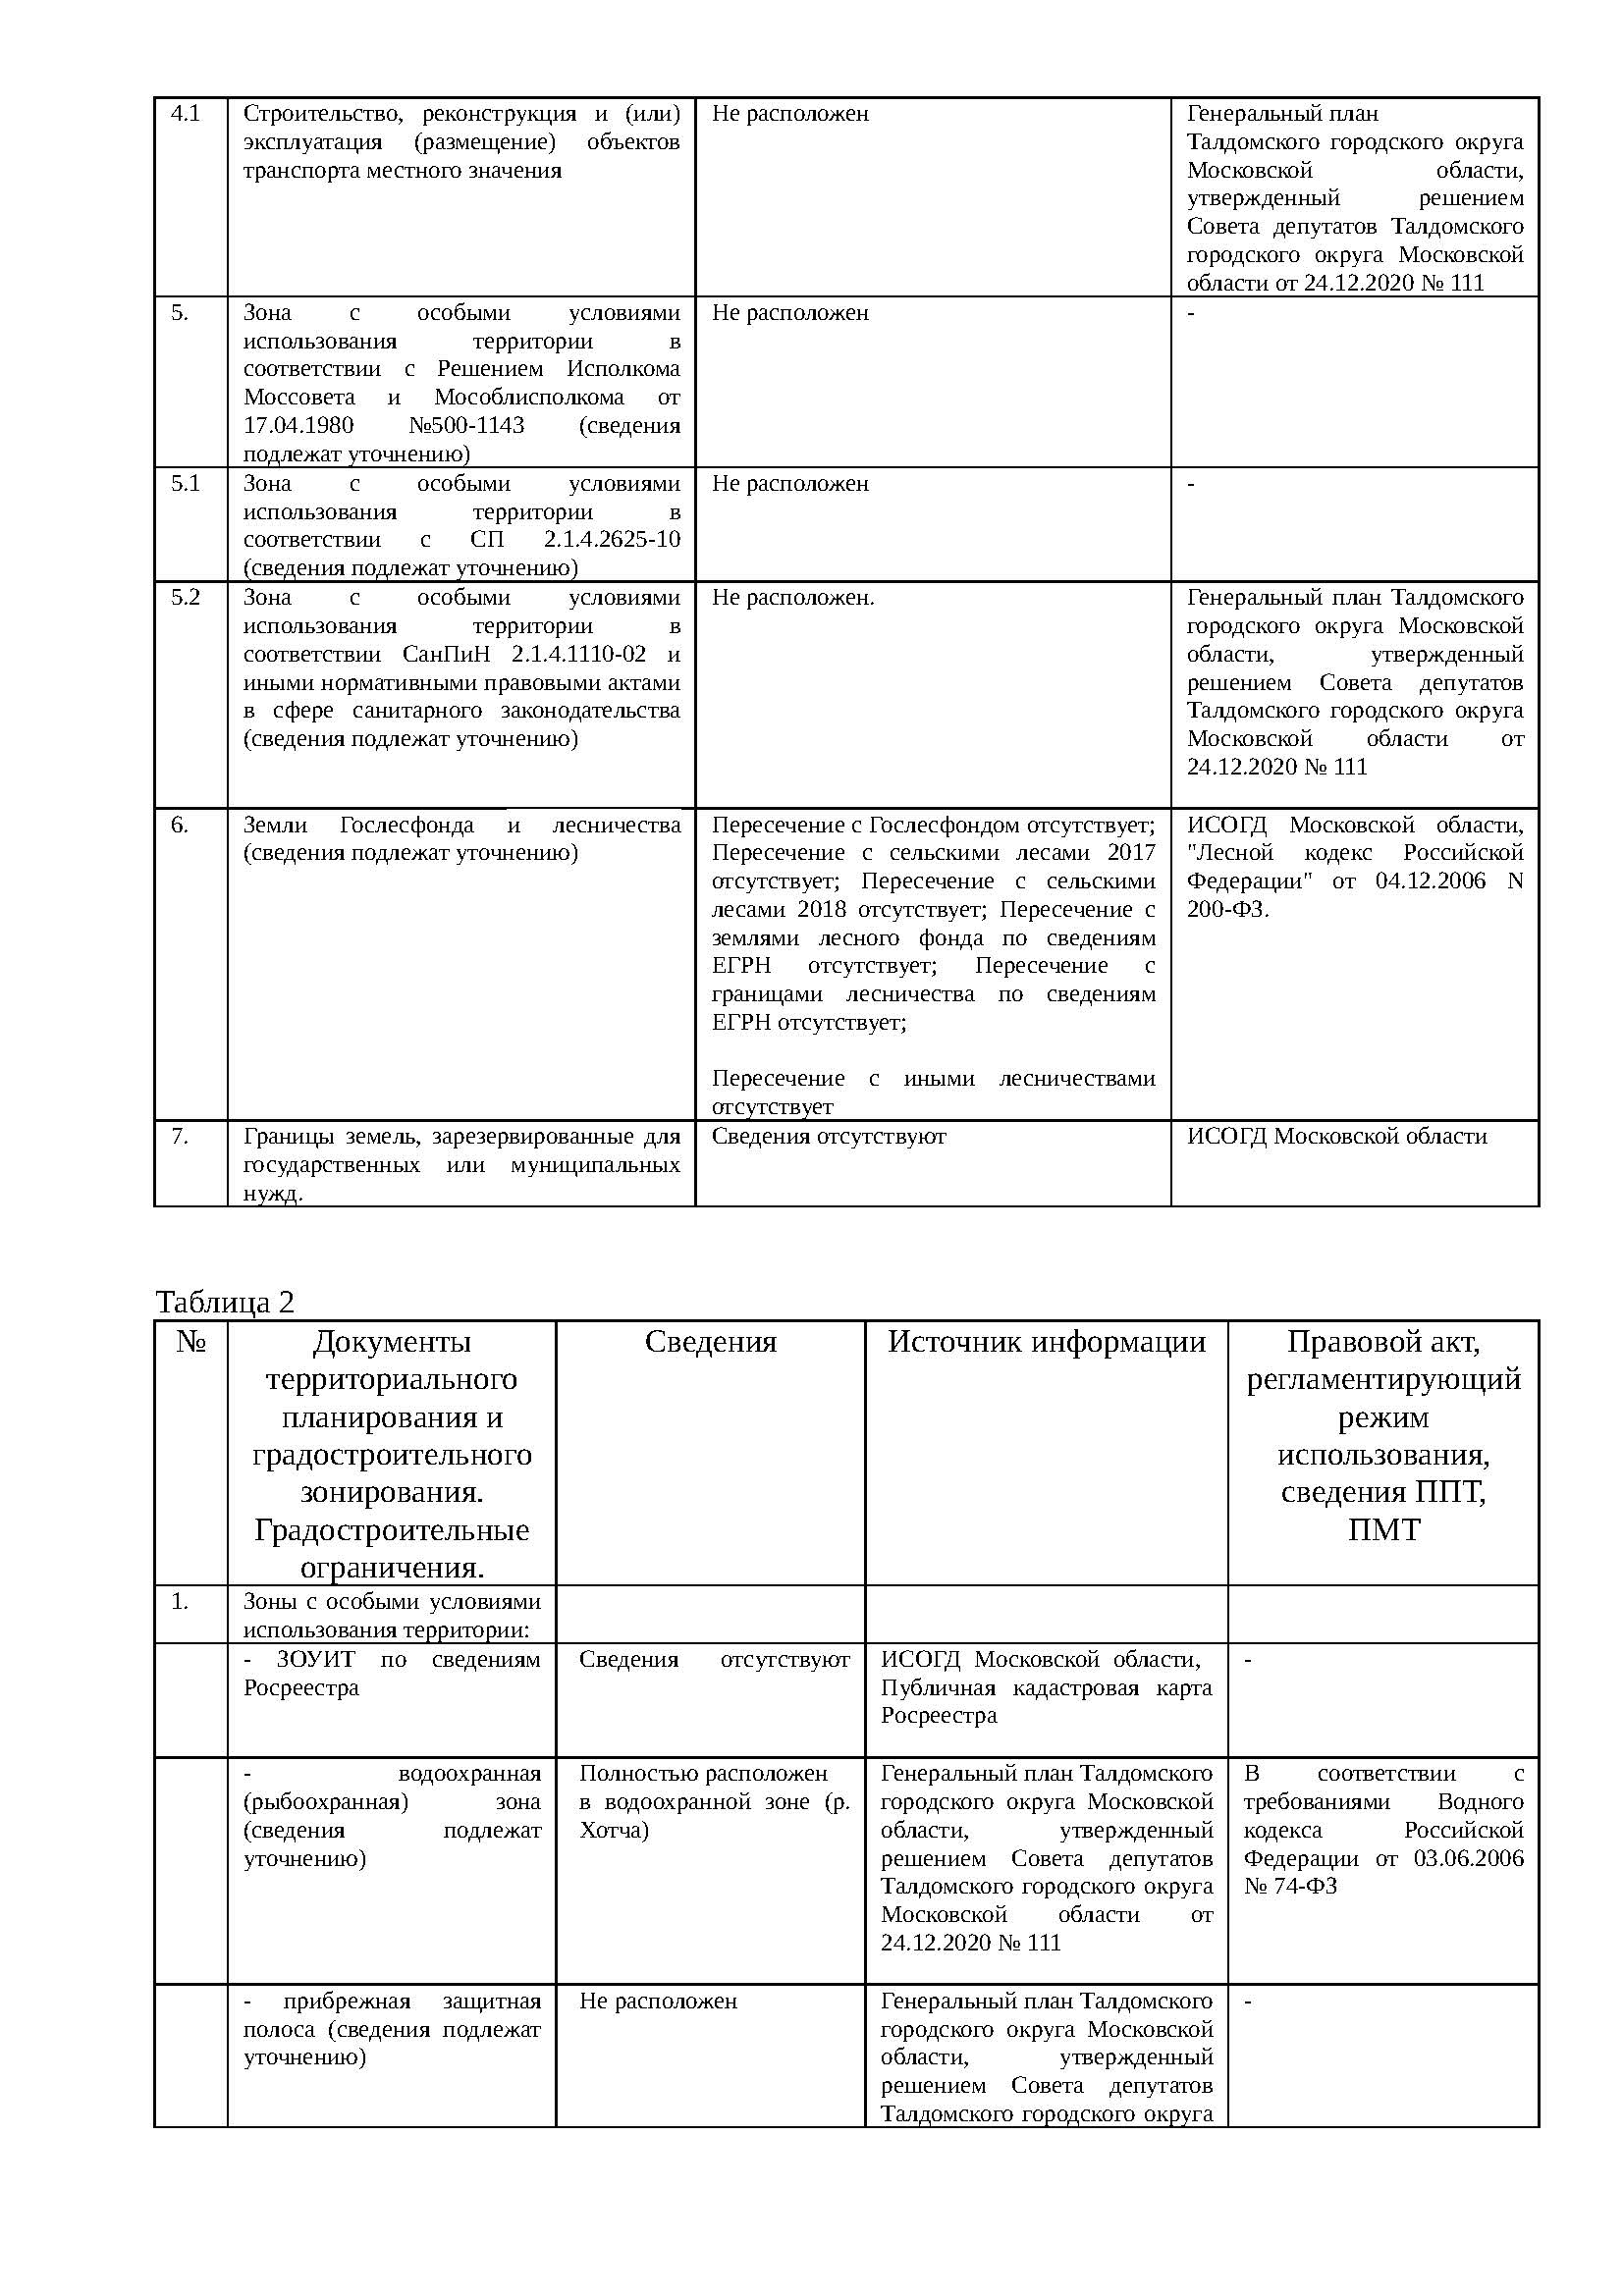 4.1
Строительство, реконструкция и (или)
эксплуатация (размещение) объектов
транспорта местного значения
Не расположен
Генеральный план
Талдомского городского округа
Московской области,
утвержденный решением
Совета депутатов Талдомского
городского округа Московской
области от 24.12.2020 № 111
5.
Зона с особыми условиями
использования территории в
соответствии с Решением Исполкома
Моссовета и Мособлисполкома от
17.04.1980 №500-1143 (сведения
подлежат уточнению)
Не расположен
-
5.1
Зона с особыми условиями
использования территории в
соответствии с СП 2.1.4.2625-10
(сведения подлежат уточнению)
Не расположен
-
5.2
Зона с особыми условиями
использования территории в
соответствии СанПиН 2.1.4.1110-02 и
иными нормативными правовыми актами
в сфере санитарного законодательства
(сведения подлежат уточнению)
Не расположен.
Генеральный план Талдомского
городского округа Московской
области, утвержденный
решением Совета депутатов
Талдомского городского округа
Московской области от
24.12.2020 № 111
6.
Земли Гослесфонда и лесничества
(сведения подлежат уточнению)
Пересечение с Гослесфондом отсутствует;
Пересечение с сельскими лесами 2017
отсутствует; Пересечение с сельскими
лесами 2018 отсутствует; Пересечение с
землями лесного фонда по сведениям
ЕГРН отсутствует; Пересечение с
границами лесничества по сведениям
ЕГРН отсутствует;
Пересечение с иными лесничествами
отсутствует
ИСОГД Московской области,
"Лесной кодекс Российской
Федерации" от 04.12.2006 N
200-ФЗ.
7.
Границы земель, зарезервированные для
государственных или муниципальных
нужд.
Сведения отсутствуют
ИСОГД Московской области
Таблица 2
№
Документы
территориального
планирования и
градостроительного
зонирования.
Градостроительные
ограничения.
Сведения
Источник информации
Правовой акт,
регламентирующий
режим
использования,
сведения ППТ,
ПМТ
1.
Зоны с особыми условиями
использования территории:
- ЗОУИТ по сведениям
Росреестра
Сведения отсутствуют
ИСОГД Московской области,
Публичная кадастровая карта
Росреестра
-
- водоохранная
(рыбоохранная) зона
(сведения подлежат
уточнению)
Полностью расположен
в водоохранной зоне (р.
Хотча)
Генеральный план Талдомского
городского округа Московской
области, утвержденный
решением Совета депутатов
Талдомского городского округа
Московской области от
24.12.2020 № 111
В соответствии с
требованиями Водного
кодекса Российской
Федерации от 03.06.2006
№ 74-ФЗ
- прибрежная защитная
полоса (сведения подлежат
уточнению)
Не расположен
Генеральный план Талдомского
городского округа Московской
области, утвержденный
решением Совета депутатов
Талдомского городского округа
-